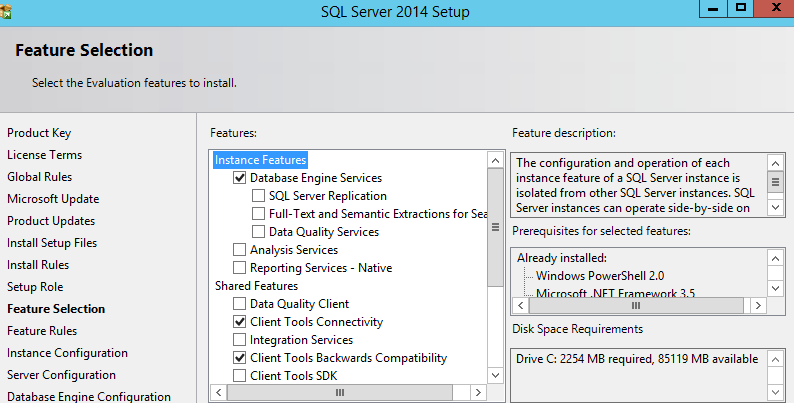 SQL Server 2014 Setup
Feature Selection
Select the Evaluation features to install.
Product Key
License Terms
Global Rules
Microsoft Update
Product Updates
Install Setup Files
Install Rules
Setup Role
Feature Selection
Feature Rules
Instance Configuration
Server Configuration
Database Engine Configuration
Features:
Instance Features
Database Engine Services
SQL Server Replication
Full-Text and Semantic Extractions for Sea
Data Quality Services
Analysis Services
Reporting Services - Native
Shared Features
Data Quality Client
Client Tools Connectivity
Integration Services
Client Tools Backwards Compatibility
Client Tools SDK
Feature description:
The configuration and operation of each
instance feature of a SQL Server instance is
isolated from other SQL Server instances. SQL
Server instances can operate side-by-side on
Prerequisites for selected features:
Already installed:
Windows PowerShell 2.0
Microsoft .NET Framework 3.5
Disk Space Requirements
Drive C: 2254 MB required, 85119 MB available